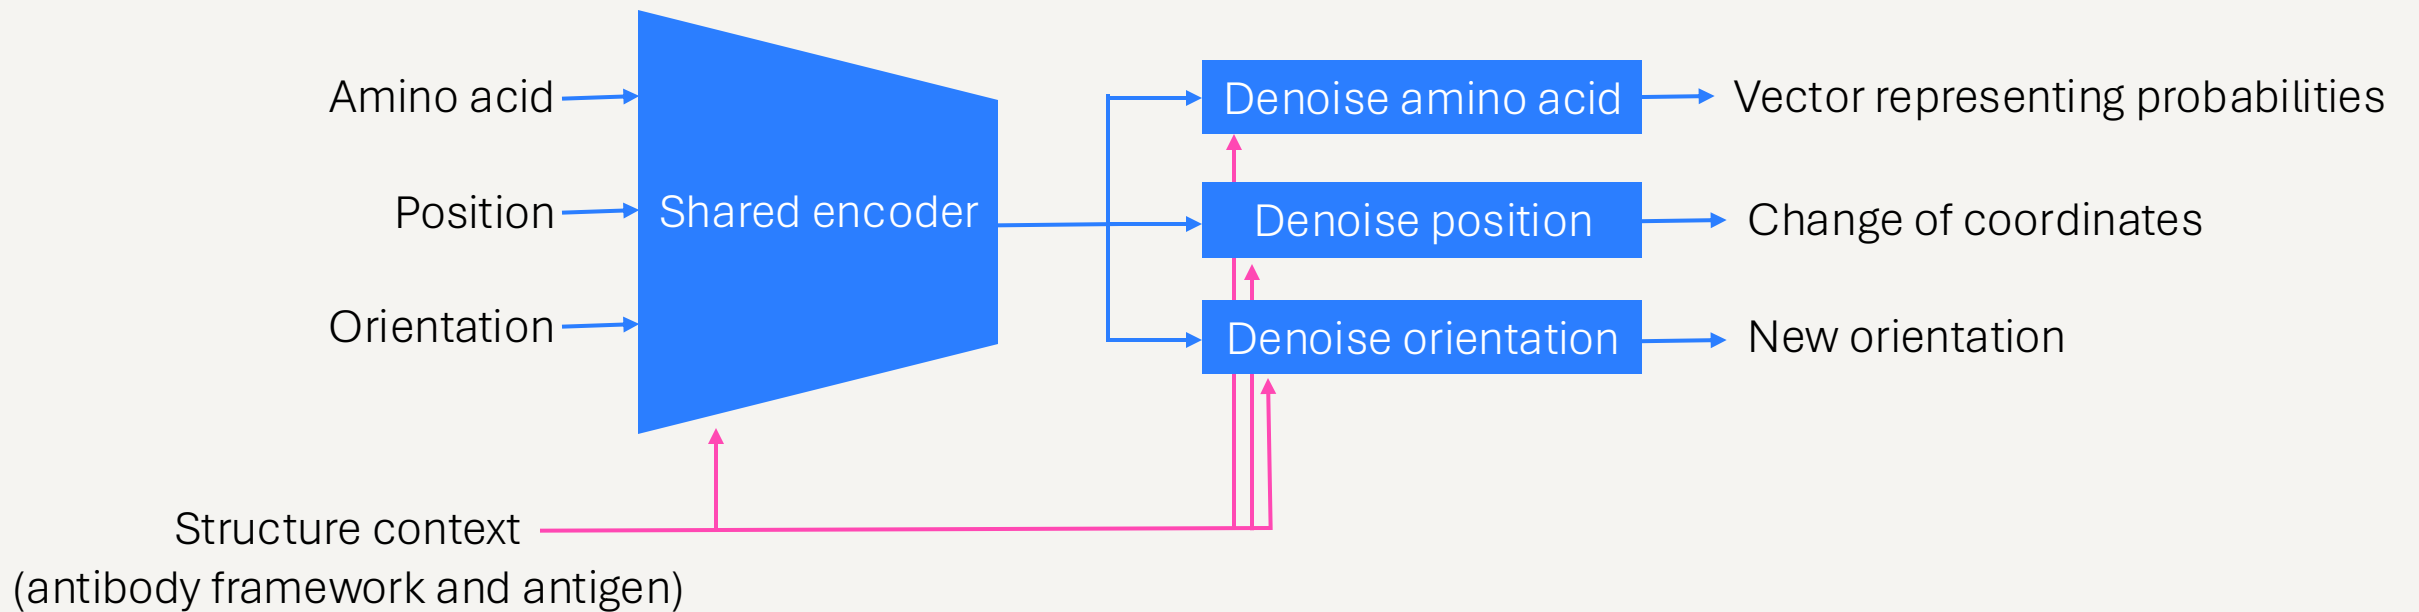 Amino acid
Position
Orientation
Shared encoder
Denoise amino acid
Denoise position
Denoise orientation
Vector representing probabilities
Change of coordinates
New orientation
Structure context
(antibody framework and antigen)